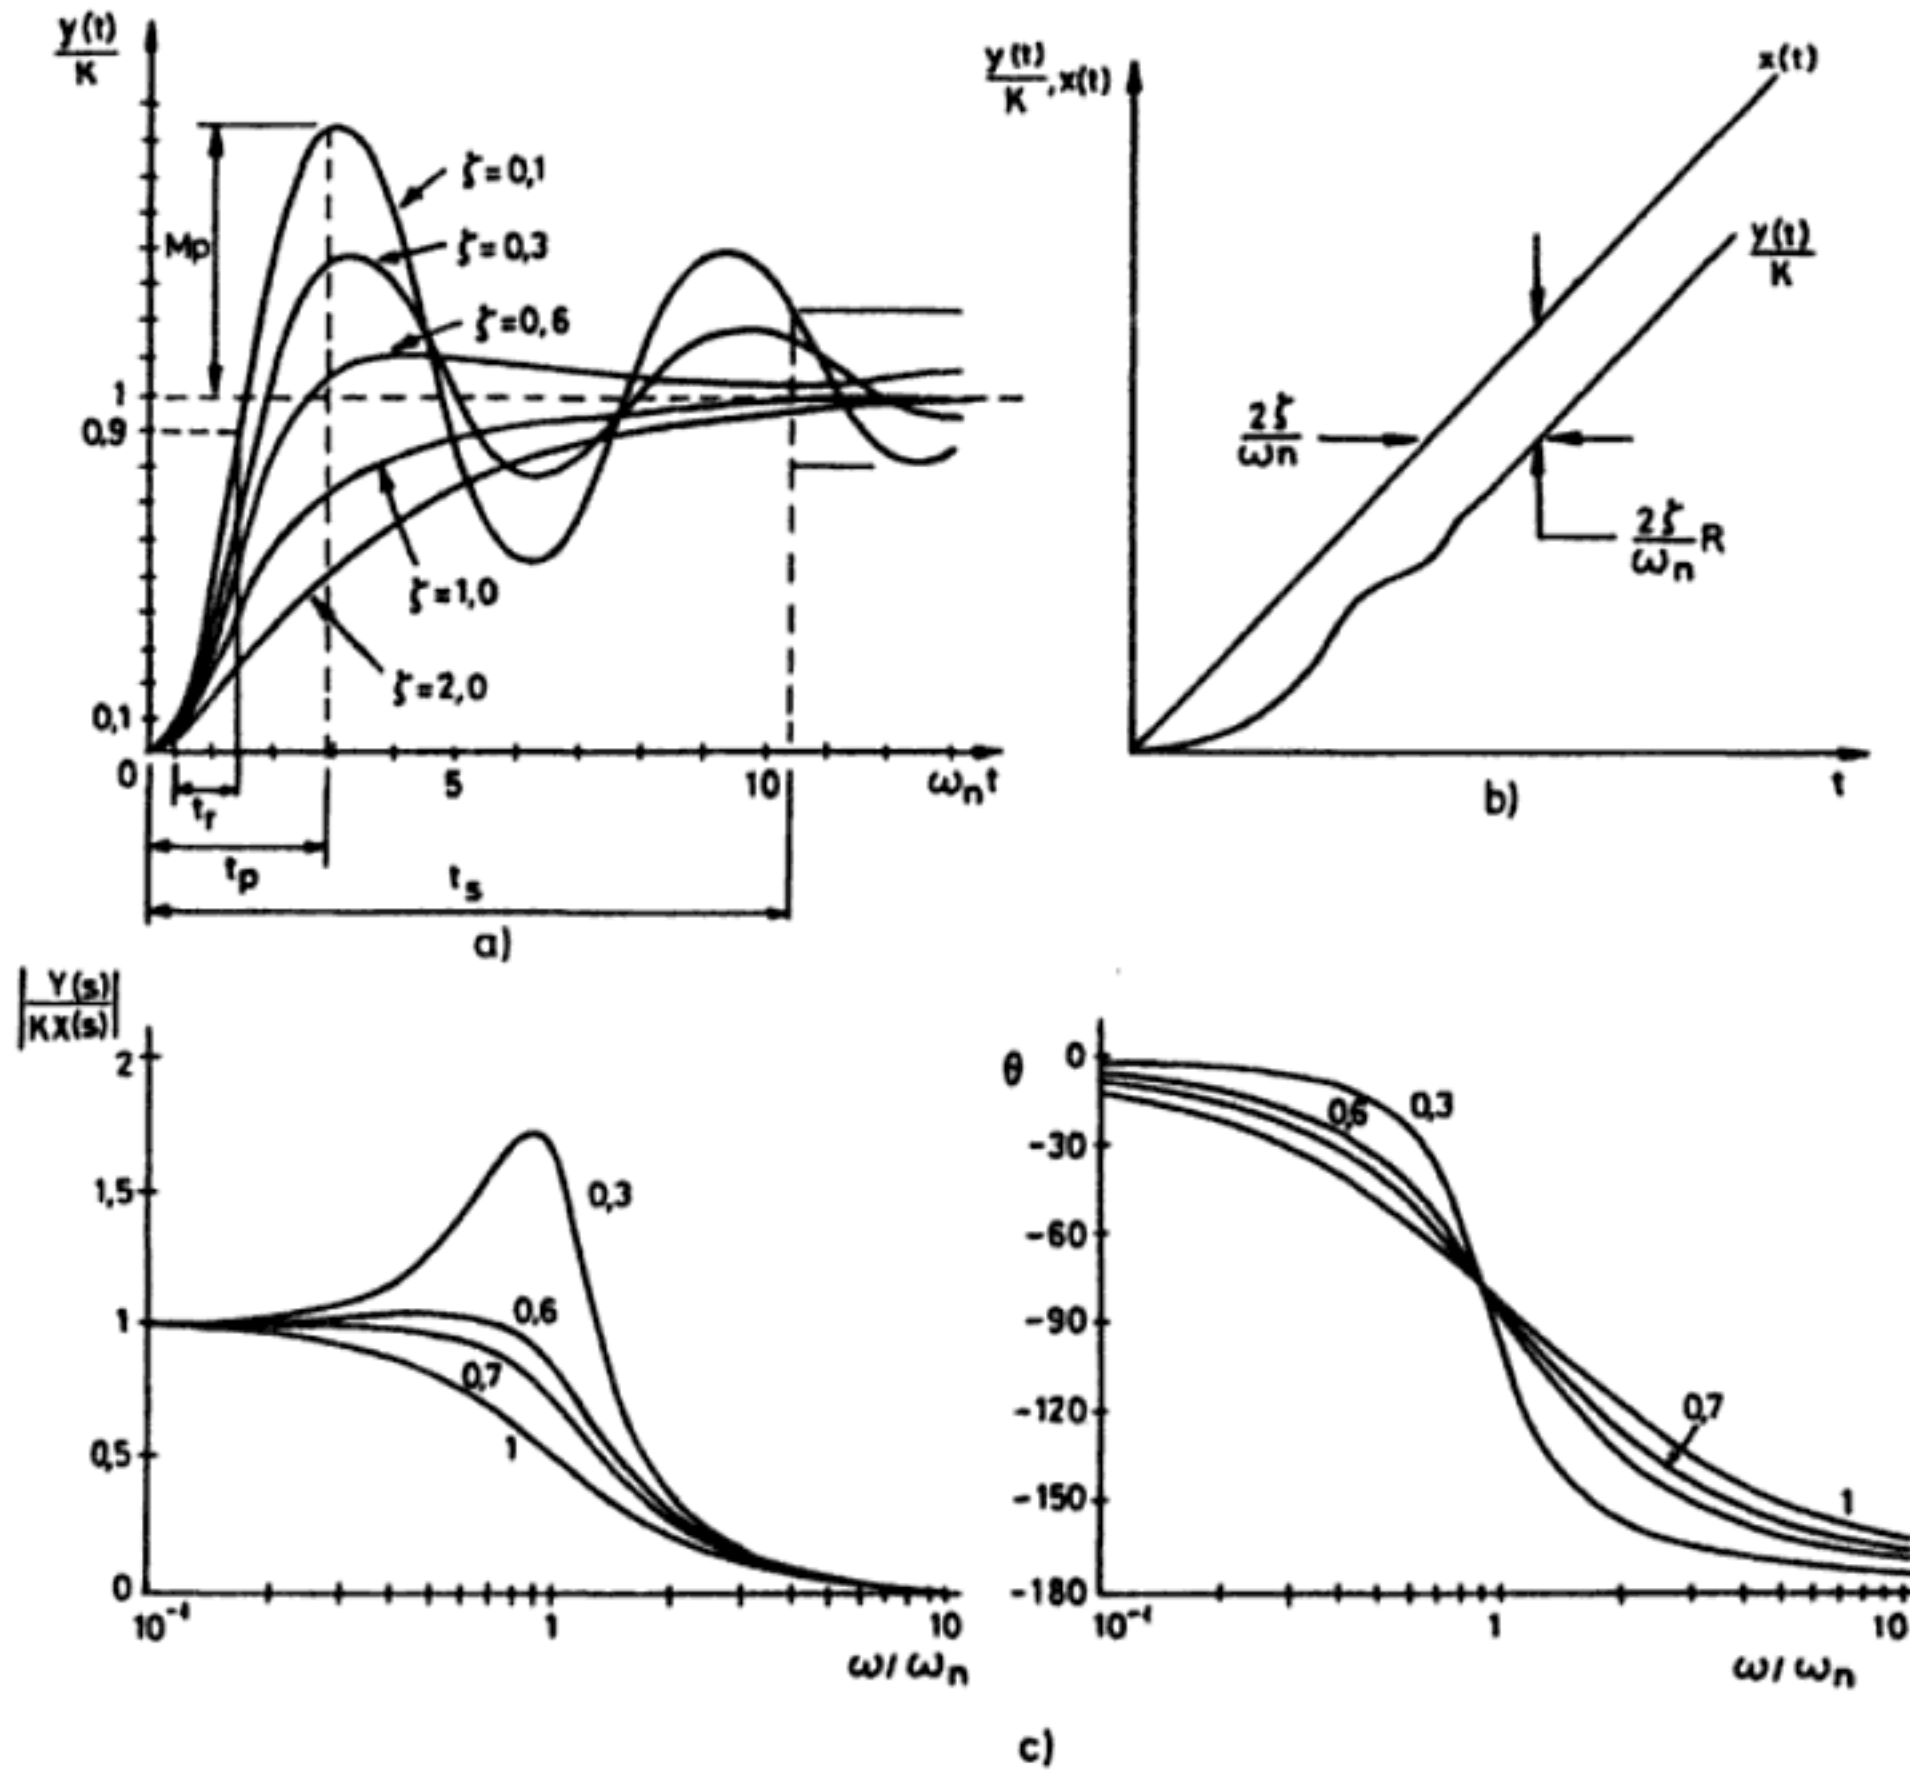 y(t)
K
Mp
ζ=0,1
ζ=0,3
ζ=0,6
1
0,9
ζ=1,0
ζ=2,0
0,1
0
5
10
ωnt
tr
tp
ts
a)
y(t)
K
,x(t)
x(t)
y(t)
K
2ζ
ωn
2ζ
ωn
R
t
b)
Y(s)
KX(s)
2
1,5
0,3
1
0,6
0,7
0,5
1
0
10⁻¹
1
10
ω/ωn
θ
0
0,6
0,3
-30
-60
-90
-120
0,7
-150
1
-180
10⁻¹
1
10
ω/ωn
c)